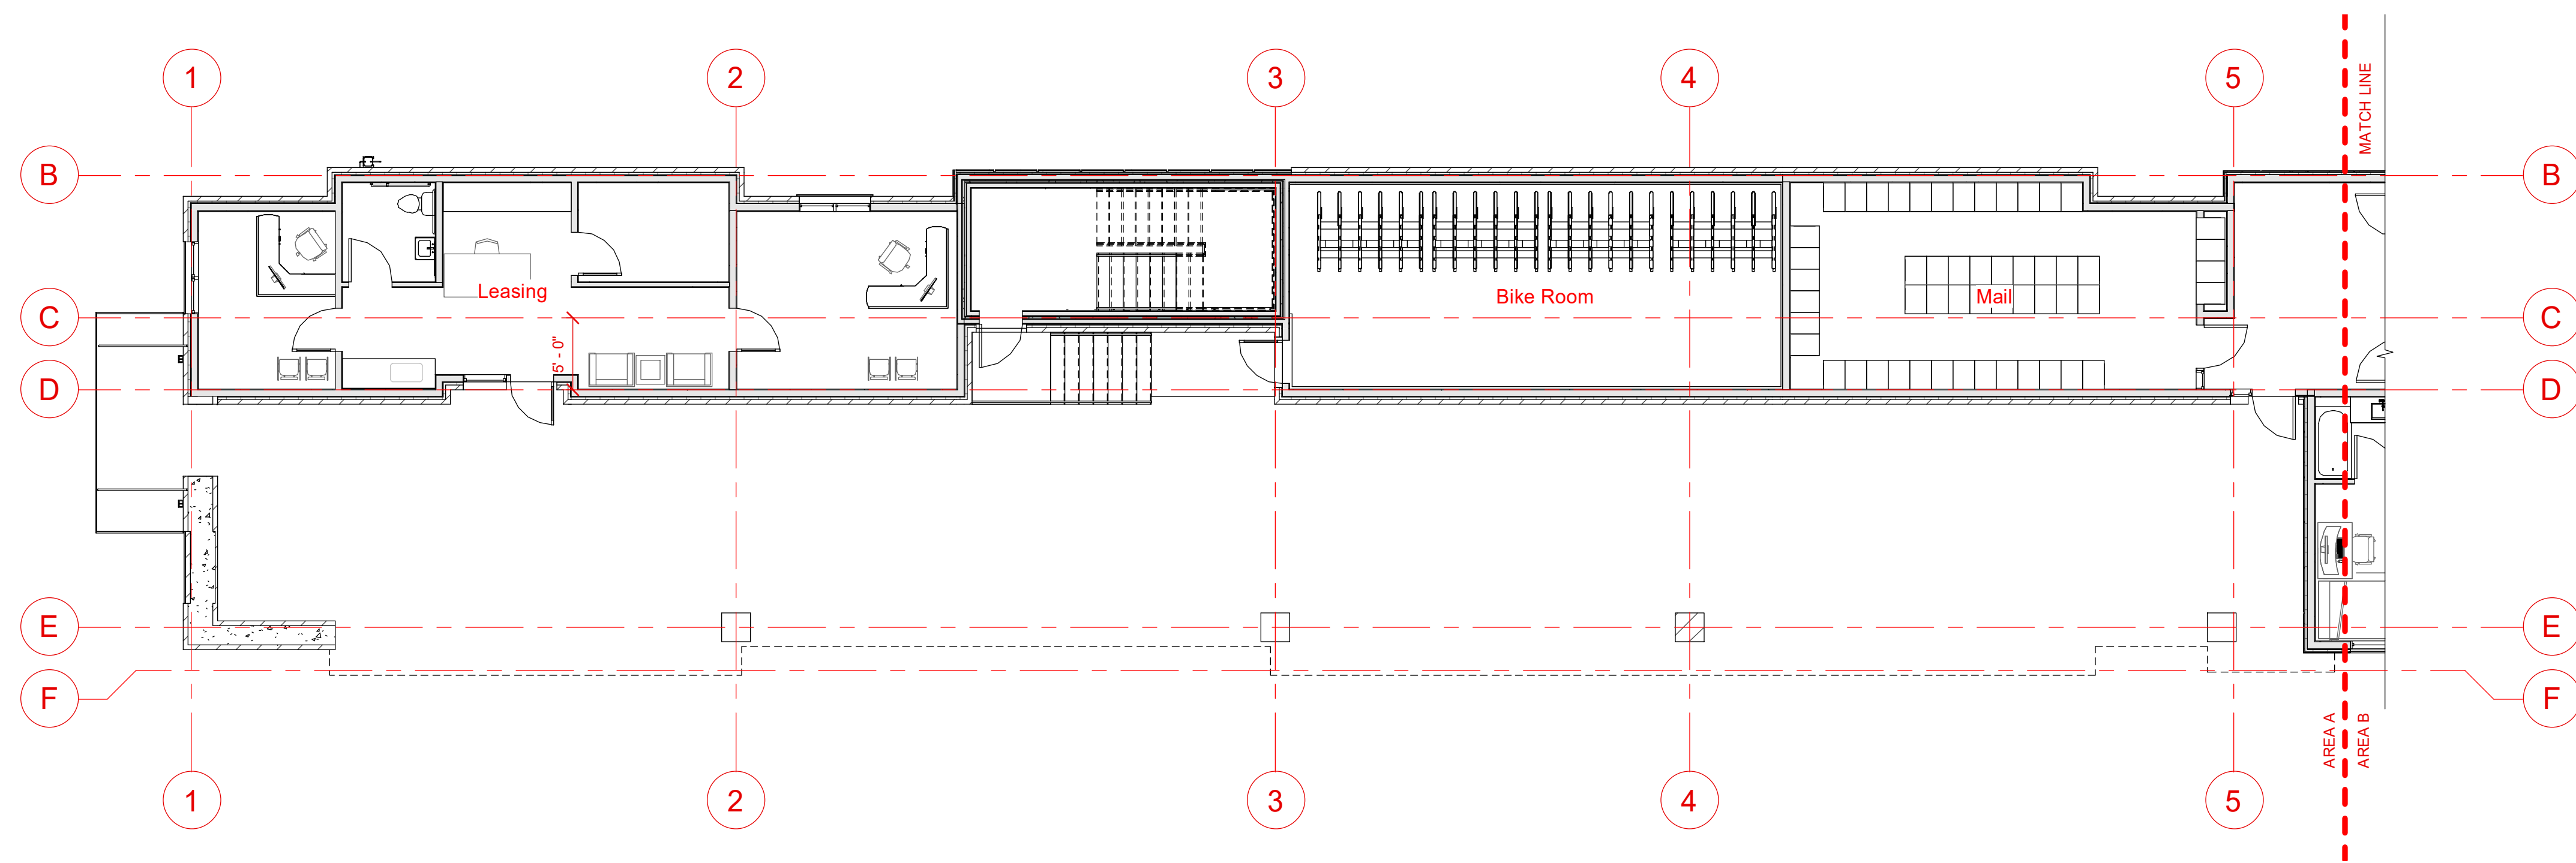 1 2 3 4 5
MATCH LINE
B B
Leasing Bike Room Mail
C C
5' - 0"
D D
E E
F F
AREA A
AREA B
1 2 3 4 5